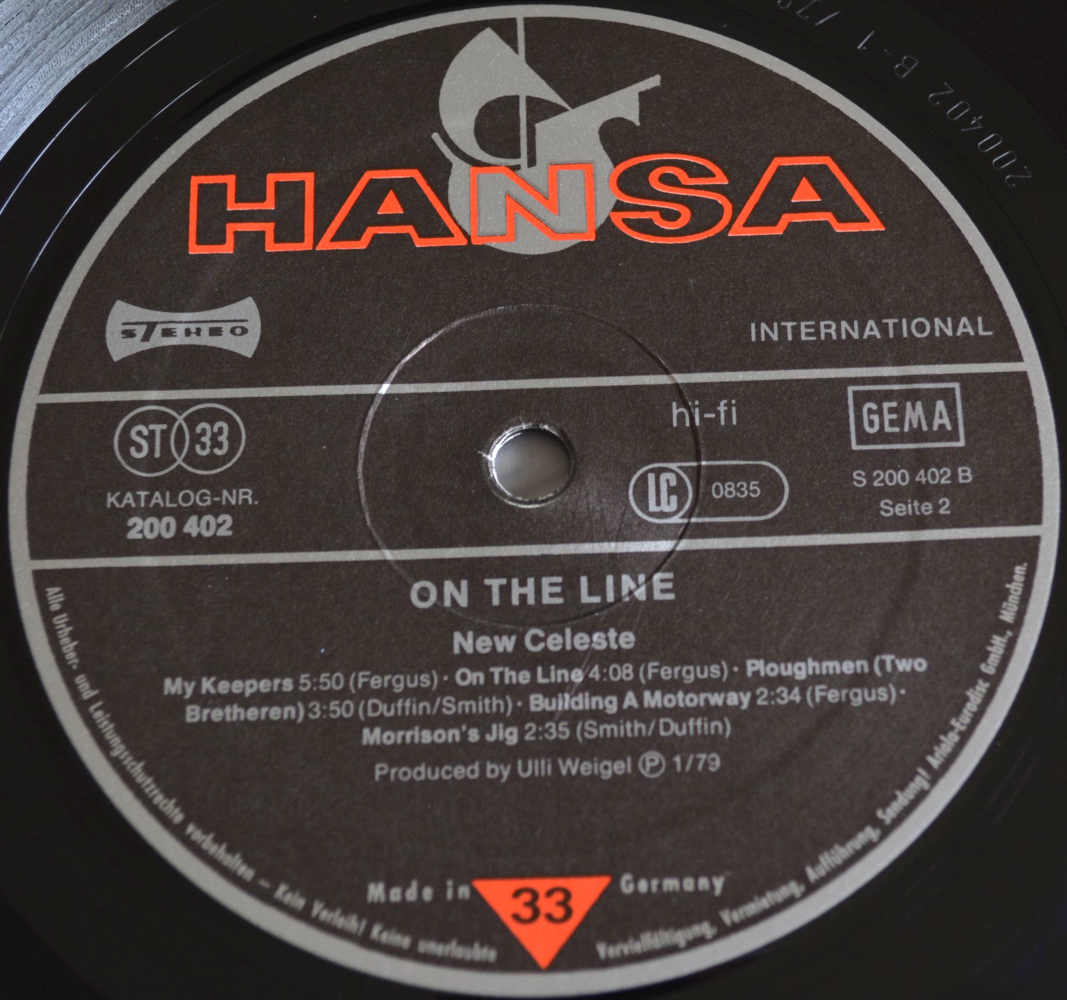 HANSA
STEREO
INTERNATIONAL
ST 33
hi-fi
GEMA
KATALOG-NR.
200 402
LC 0835
S 200 402 B
Seite 2
ON THE LINE
New Celeste
My Keepers 5:50 (Fergus) · On The Line 4:08 (Fergus) · Ploughmen (Two
Bretheren) 3:50 (Duffin/Smith) · Building A Motorway 2:34 (Fergus) ·
Morrison's Jig 2:35 (Smith/Duffin)
Produced by Ulli Weigel Ⓟ 1/79
Made in 33 Germany
Alle Urheber- und Leistungsschutzrechte vorbehalten – Kein Verleih! Keine unerlaubte Vervielfältigung, Vermietung, Aufführung, Sendung! Ariola-Eurodisc GmbH., München.
200402 B-1